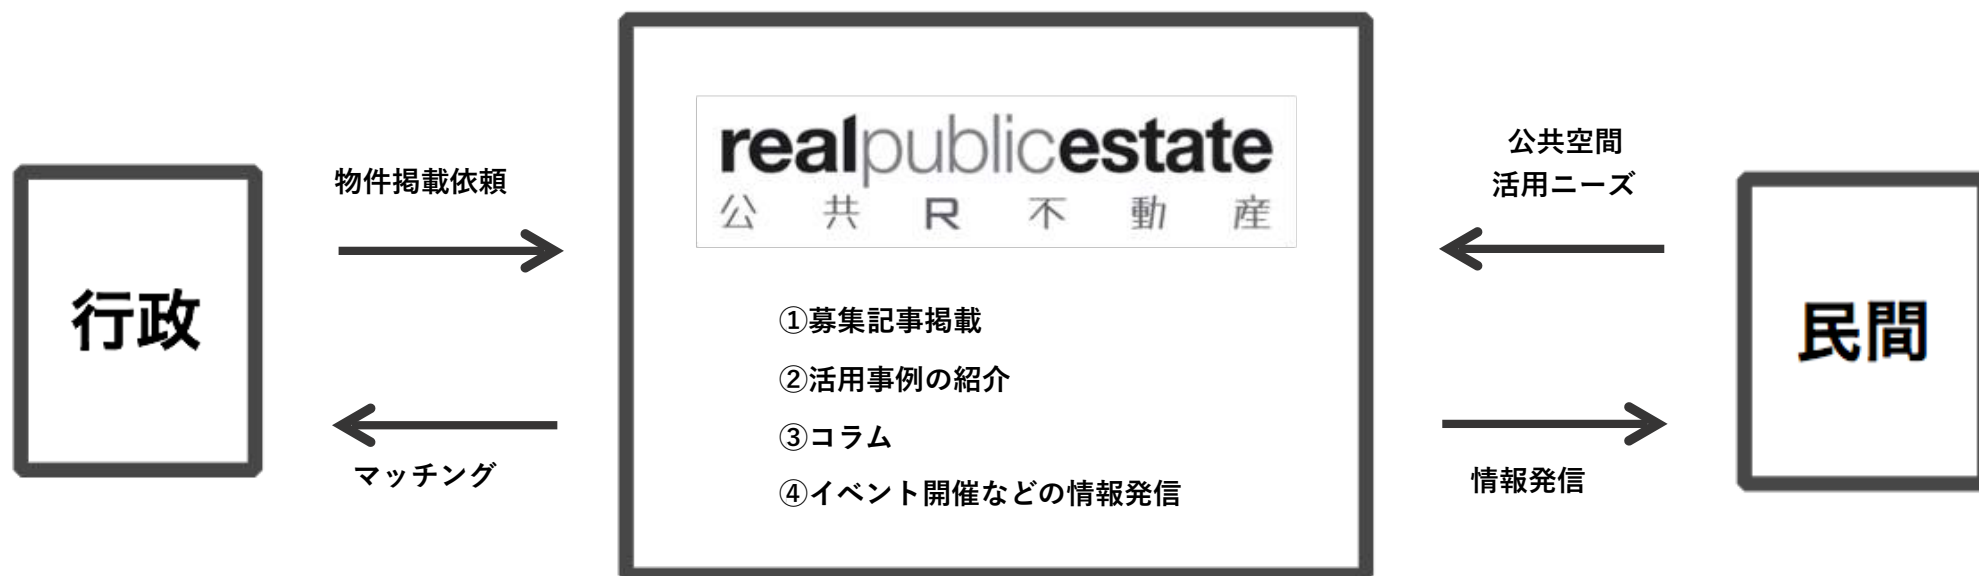 行政
物件掲載依頼
マッチング
realpublicestate
公共R不動産
①募集記事掲載
②活用事例の紹介
③コラム
④イベント開催などの情報発信
公共空間
活用ニーズ
情報発信
民間